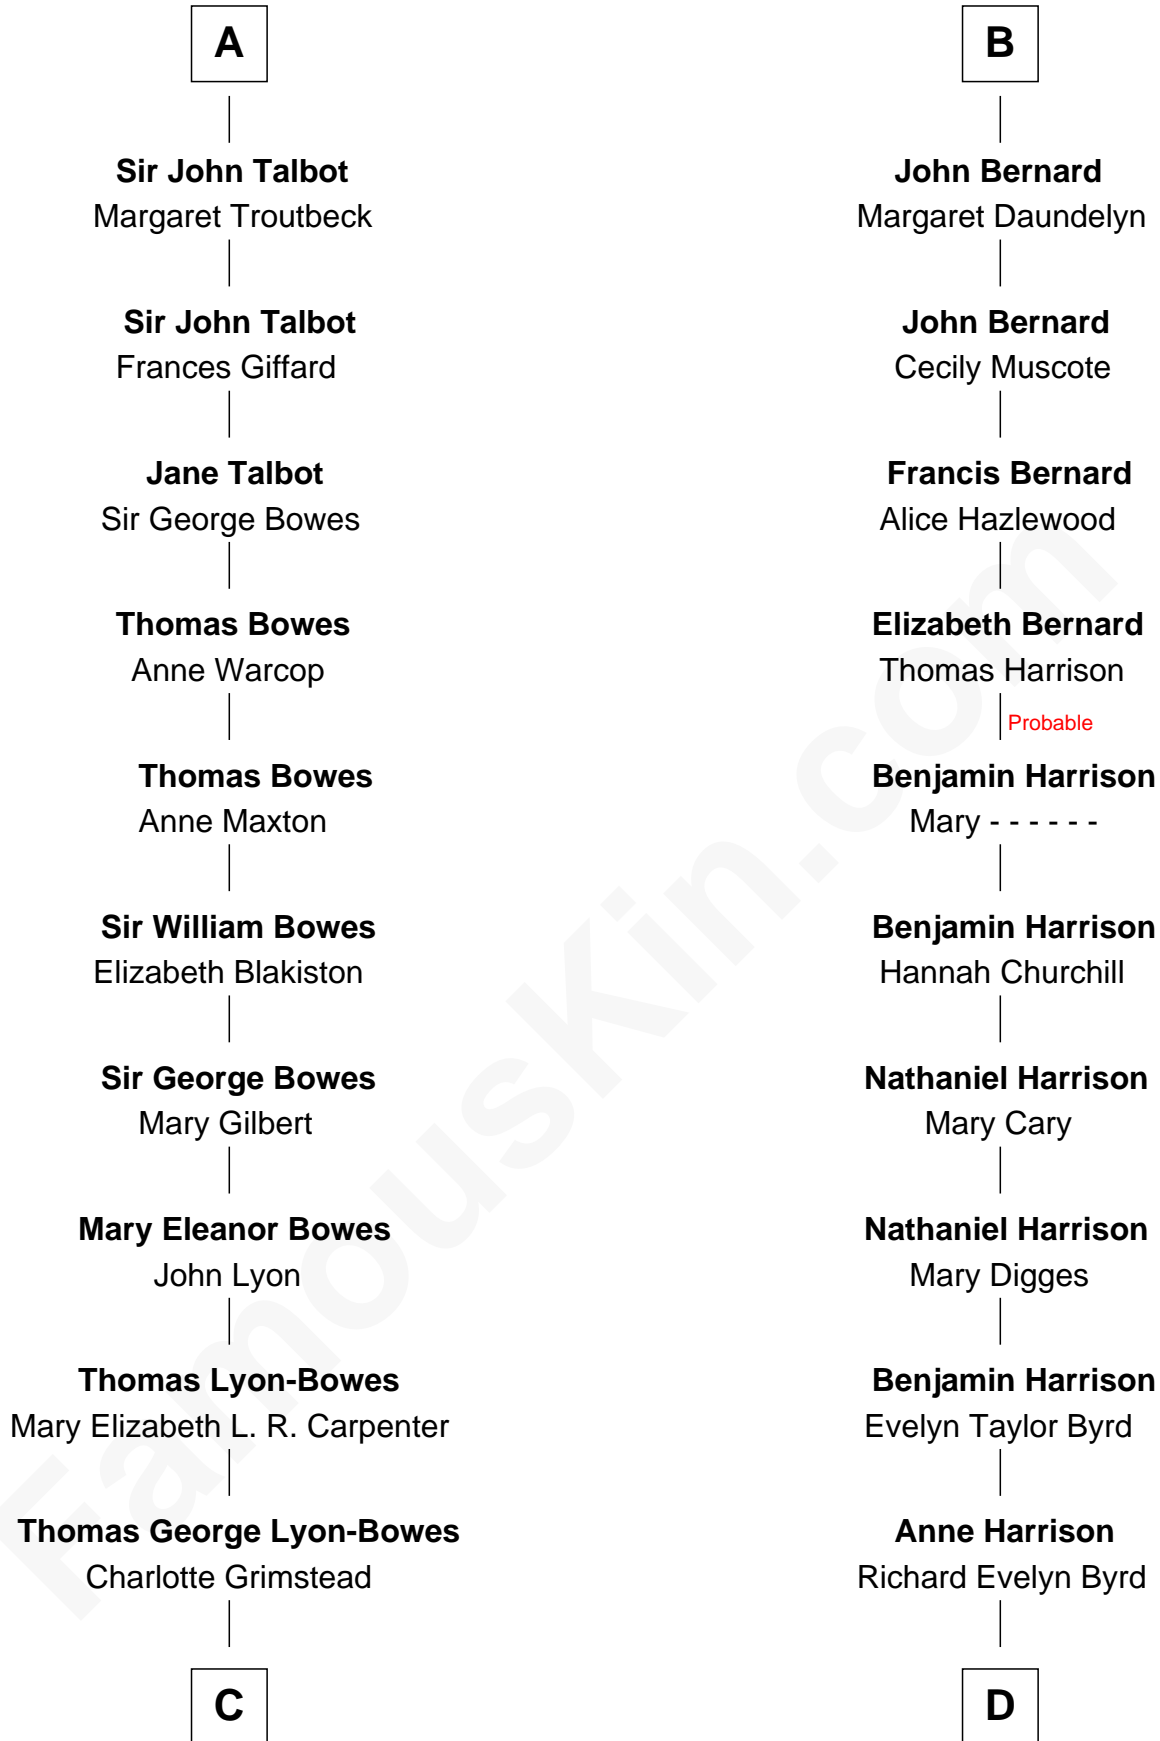 A
Sir John Talbot
Margaret Troutbeck
Sir John Talbot
Frances Giffard
Jane Talbot
Sir George Bowes
Thomas Bowes
Anne Warcop
Thomas Bowes
Anne Maxton
Sir William Bowes
Elizabeth Blakiston
Sir George Bowes
Mary Gilbert
Mary Eleanor Bowes
John Lyon
Thomas Lyon-Bowes
Mary Elizabeth L. R. Carpenter
Thomas George Lyon-Bowes
Charlotte Grimstead
C
B
John Bernard
Margaret Daundelyn
John Bernard
Cecily Muscote
Francis Bernard
Alice Hazlewood
Elizabeth Bernard
Thomas Harrison
Probable
Benjamin Harrison
Mary - - - - - -
Benjamin Harrison
Hannah Churchill
Nathaniel Harrison
Mary Cary
Nathaniel Harrison
Mary Digges
Benjamin Harrison
Evelyn Taylor Byrd
Anne Harrison
Richard Evelyn Byrd
D
FamousKin.com